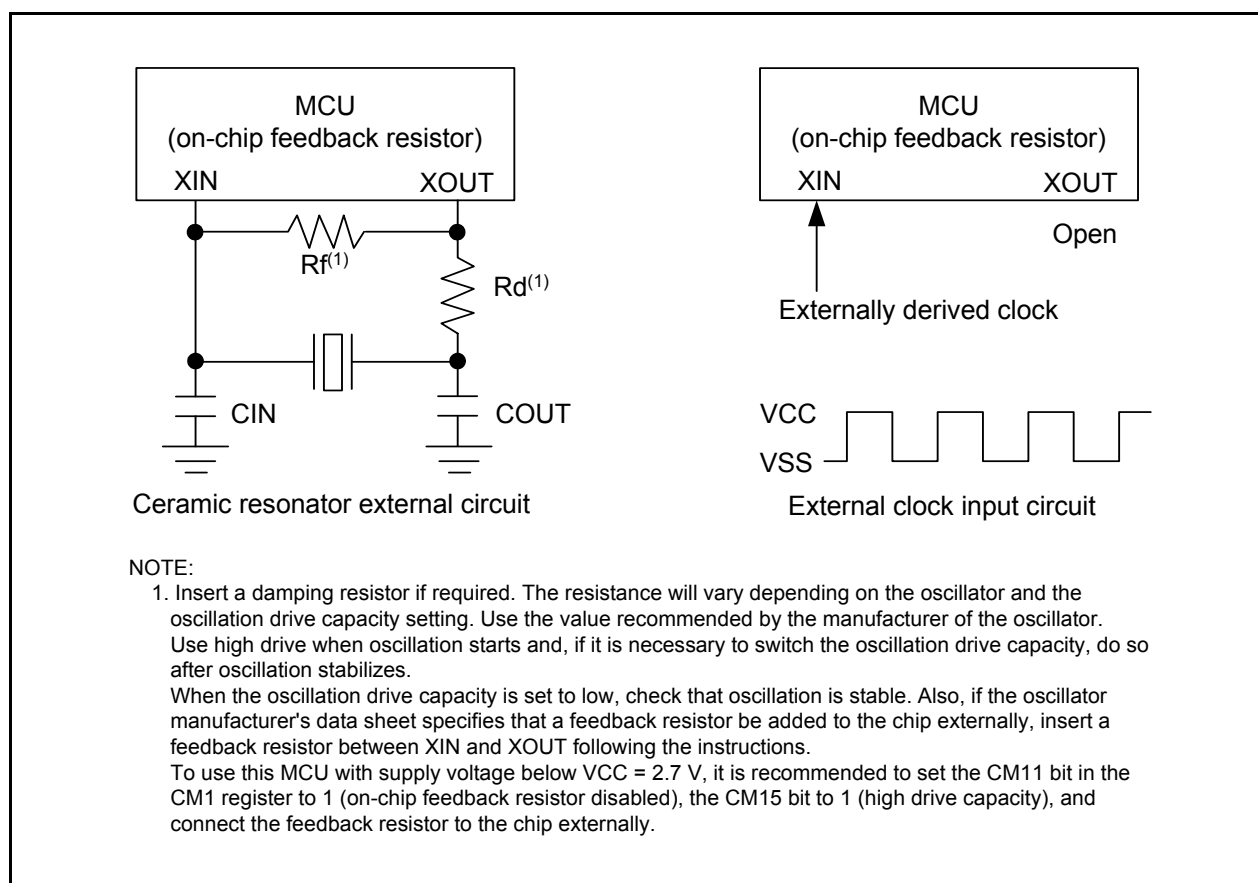 MCU
(on-chip feedback resistor)
XIN
XOUT
Rf(1)
Rd(1)
CIN
COUT
Ceramic resonator external circuit
MCU
(on-chip feedback resistor)
XIN
XOUT
Open
Externally derived clock
VCC
VSS
External clock input circuit
NOTE:
1. Insert a damping resistor if required. The resistance will vary depending on the oscillator and the
oscillation drive capacity setting. Use the value recommended by the manufacturer of the oscillator.
Use high drive when oscillation starts and, if it is necessary to switch the oscillation drive capacity, do so
after oscillation stabilizes.
When the oscillation drive capacity is set to low, check that oscillation is stable. Also, if the oscillator
manufacturer's data sheet specifies that a feedback resistor be added to the chip externally, insert a
feedback resistor between XIN and XOUT following the instructions.
To use this MCU with supply voltage below VCC = 2.7 V, it is recommended to set the CM11 bit in the
CM1 register to 1 (on-chip feedback resistor disabled), the CM15 bit to 1 (high drive capacity), and
connect the feedback resistor to the chip externally.